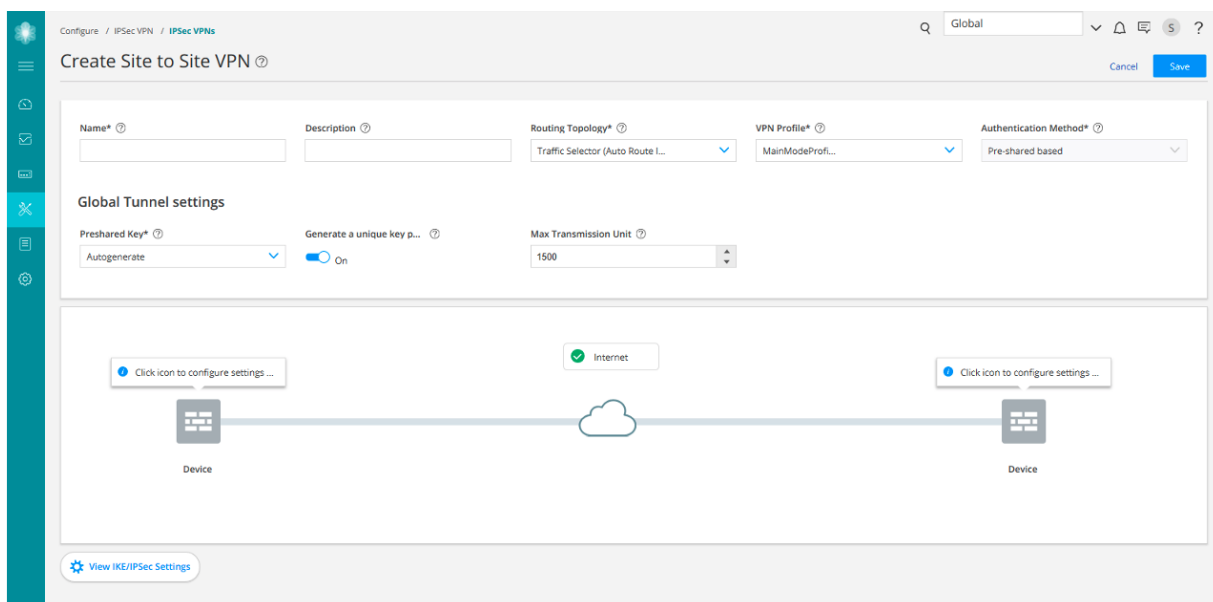 Configure / IPSec VPN / IPSec VPNs
Global
S
?
Create Site to Site VPN ?
Cancel
Save
Name* ?
Description ?
Routing Topology* ?
VPN Profile* ?
Authentication Method* ?
Traffic Selector (Auto Route I...
MainModeProfi...
Pre-shared based
Global Tunnel settings
Preshared Key* ?
Generate a unique key p... ?
Max Transmission Unit ?
Autogenerate
On
1500
Internet
Click icon to configure settings ...
Click icon to configure settings ...
Device
Device
View IKE/IPSec Settings